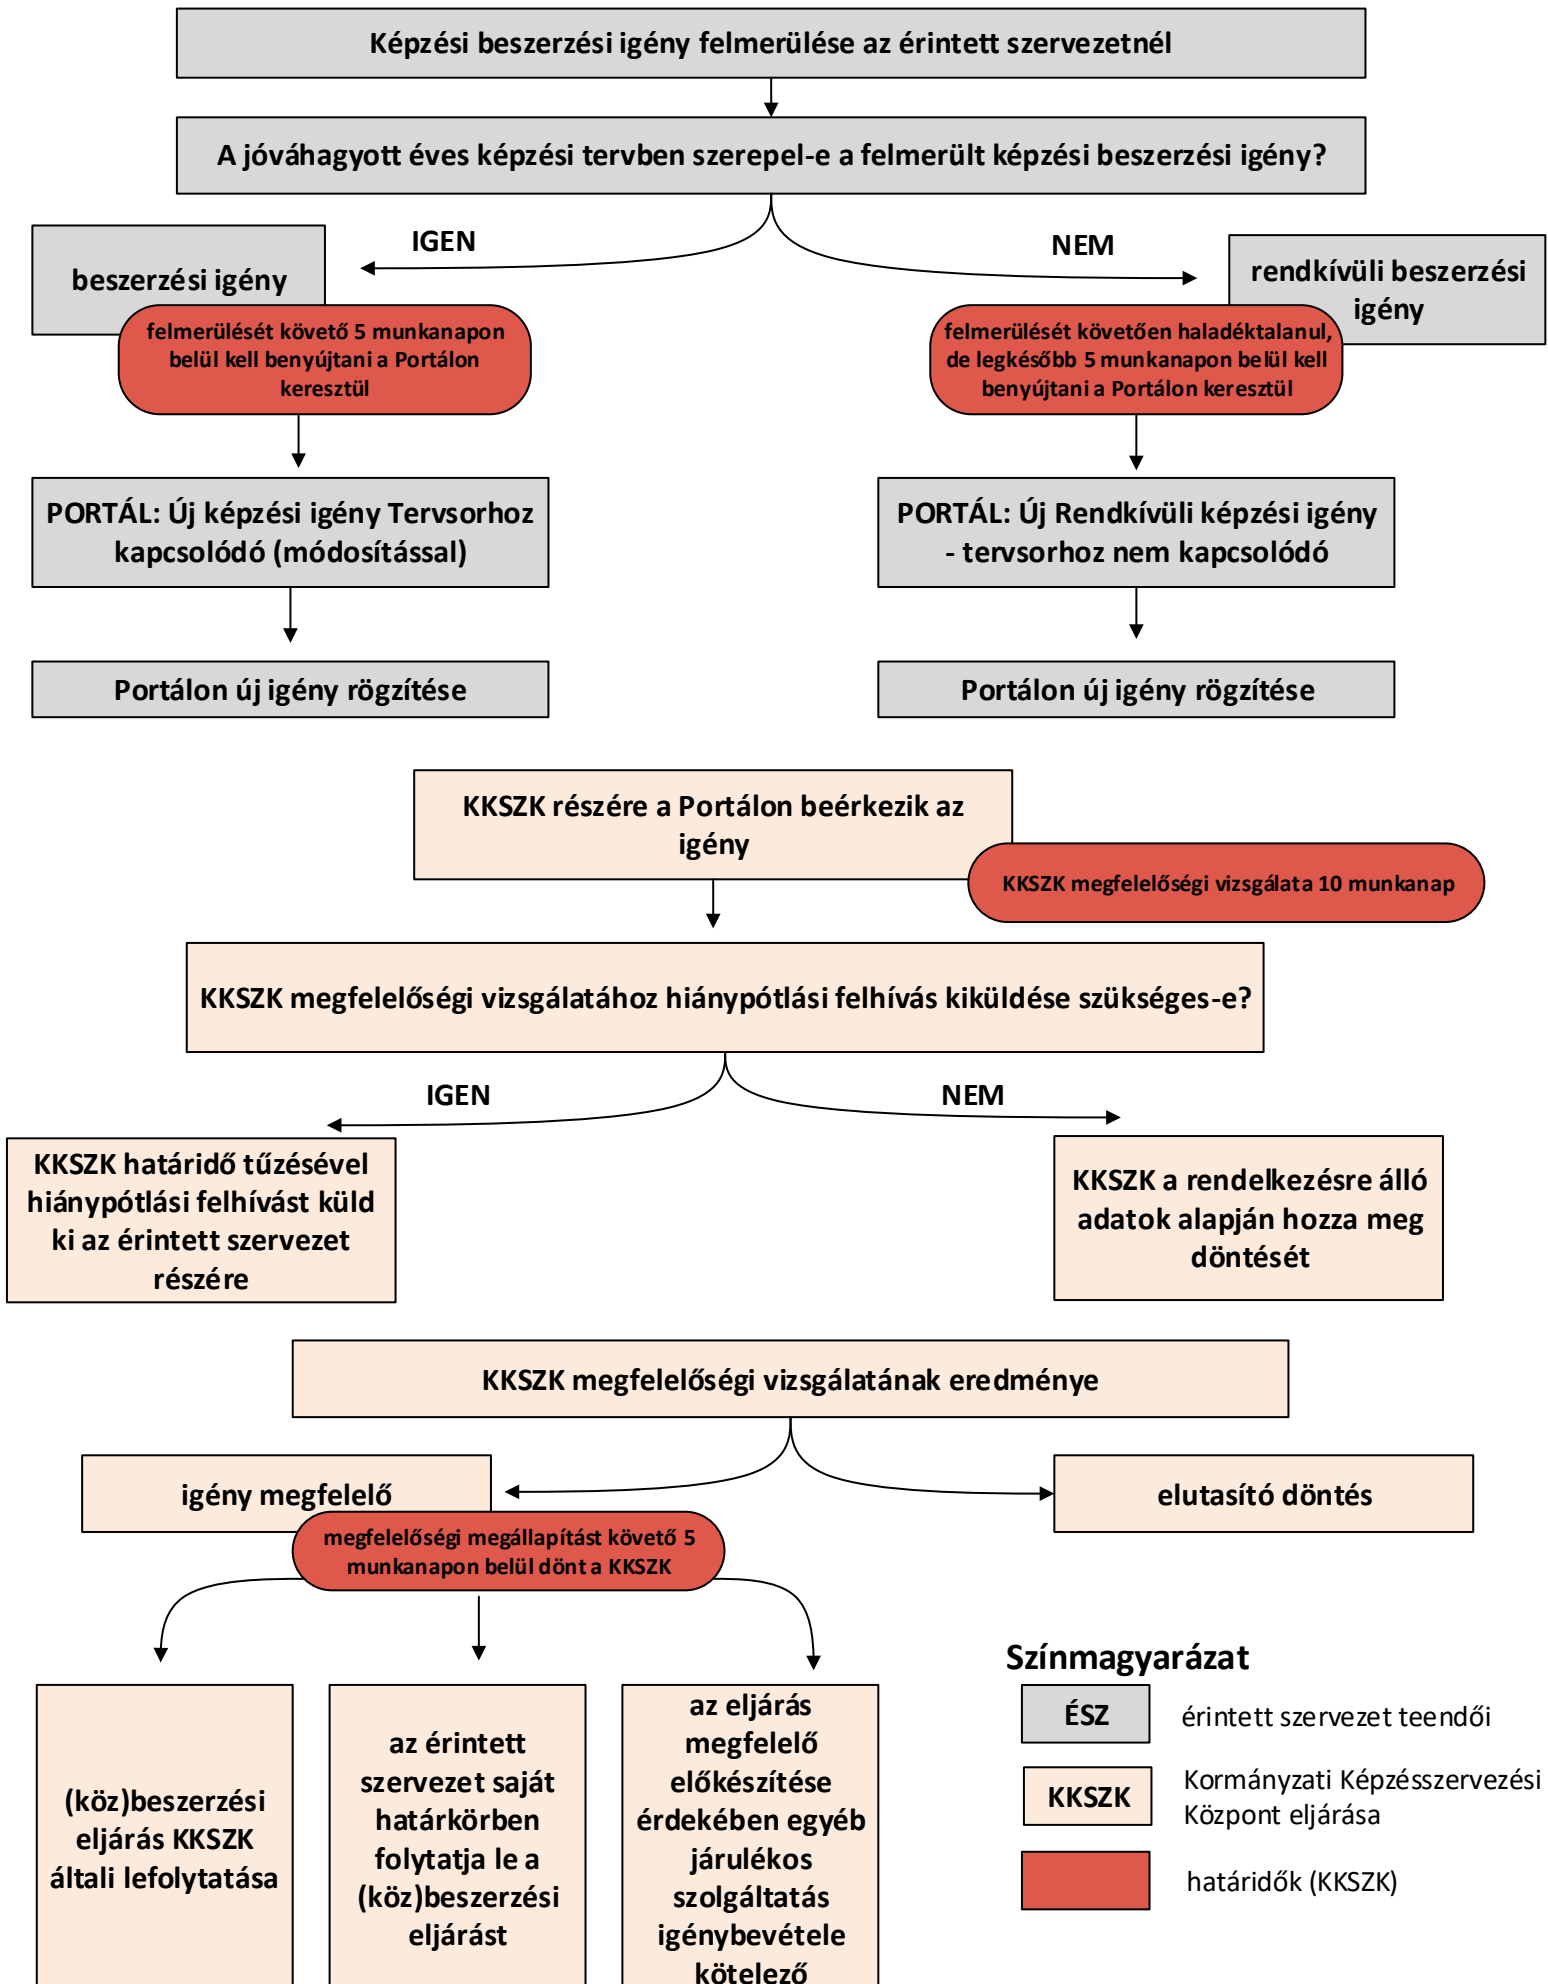 Képzési beszerzési igény felmerülése az érintett szervezetnél
A jóváhagyott éves képzési tervben szerepel-e a felmerült képzési beszerzési igény?
IGEN
NEM
beszerzési igény
felmerülését követő 5 munkanapon
belül kell benyújtani a Portálon
keresztül
rendkívüli beszerzési
igény
felmerülését követően haladéktalanul,
de legkésőbb 5 munkanapon belül kell
benyújtani a Portálon keresztül
PORTÁL: Új képzési igény Tervsorhoz
kapcsolódó (módosítással)
PORTÁL: Új Rendkívüli képzési igény
- tervsorhoz nem kapcsolódó
Portálon új igény rögzítése
Portálon új igény rögzítése
KKSZK részére a Portálon beérkezik az
igény
KKSZK megfelelőségi vizsgálata 10 munkanap
KKSZK megfelelőségi vizsgálatához hiánypótlási felhívás kiküldése szükséges-e?
IGEN
NEM
KKSZK határidő tűzésével
hiánypótlási felhívást küld
ki az érintett szervezet
részére
KKSZK a rendelkezésre álló
adatok alapján hozza meg
döntését
KKSZK megfelelőségi vizsgálatának eredménye
igény megfelelő
elutasító döntés
megfelelőségi megállapítást követő 5
munkanapon belül dönt a KKSZK
(köz)beszerzési
eljárás KKSZK
általi lefolytatása
az érintett
szervezet saját
határkörben
folytatja le a
(köz)beszerzési
eljárást
az eljárás
megfelelő
előkészítése
érdekében egyéb
járulékos
szolgáltatás
igénybevétele
kötelező
Színmagyarázat
ÉSZ
érintett szervezet teendői
KKSZK
Kormányzati Képzésszervezési
Központ eljárása
határidők (KKSZK)